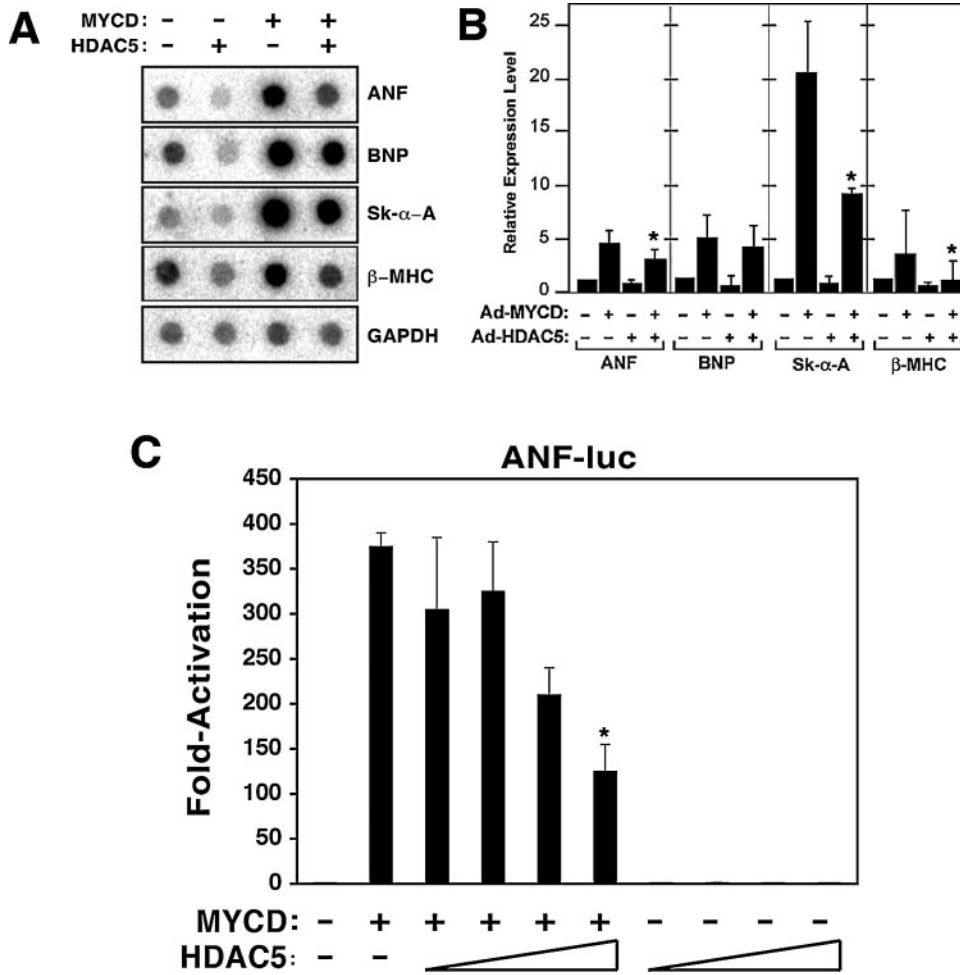 A
MYCD: - - + +
HDAC5: - + - +
ANF
BNP
Sk-α-A
β-MHC
GAPDH
B
Relative Expression Level
25
20
15
10
5
0
*
*
*
Ad-MYCD: - + - + - + - + - + - + - + - +
Ad-HDAC5: - - + + - - + + - - + + - - + +
ANF BNP Sk-α-A β-MHC
C
ANF-luc
Fold-Activation
450
400
350
300
250
200
150
100
50
0
*
MYCD: - + + + + + - - - -
HDAC5: - -